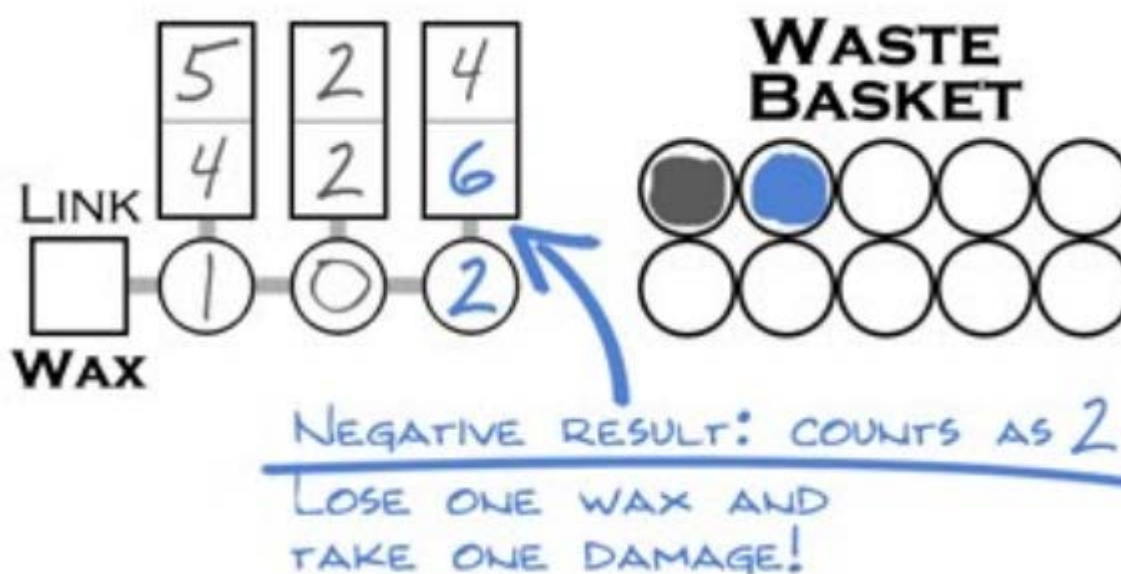 5 2 4
4 2 6
LINK
1 0 2
WAX
WASTE
BASKET
NEGATIVE RESULT: COUNTS AS 2
LOSE ONE WAX AND
TAKE ONE DAMAGE!